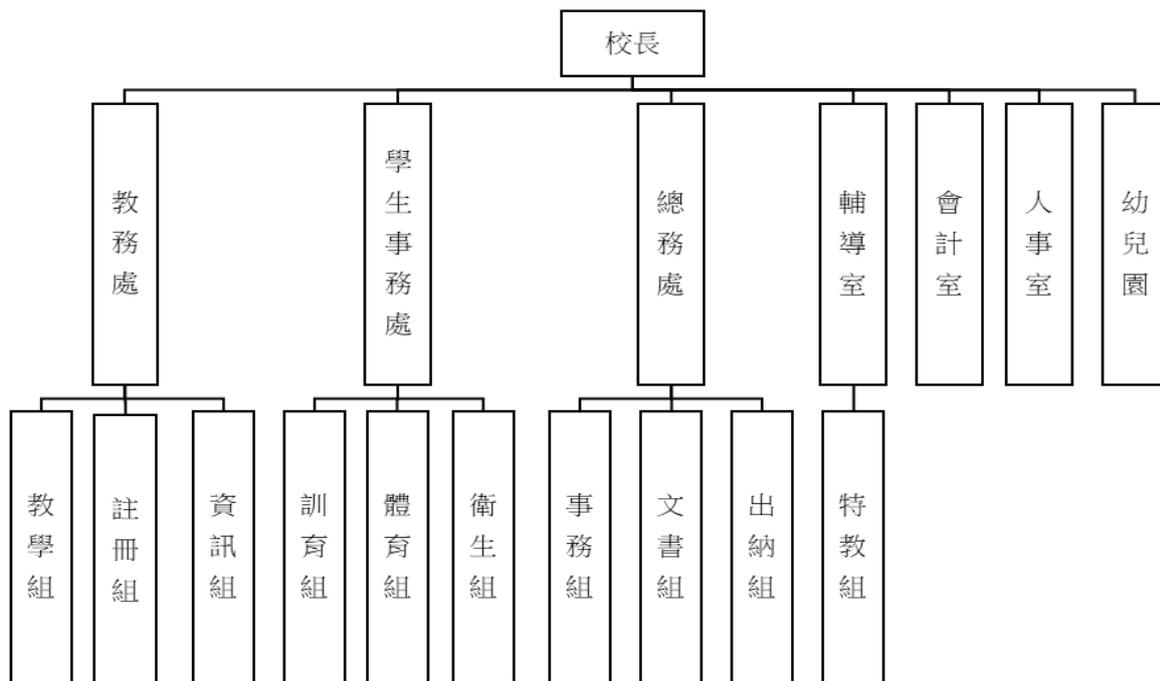 校長
教務處
學生事務處
總務處
輔導室
會計室
人事室
幼兒園
教學組
註冊組
資訊組
訓育組
體育組
衛生組
事務組
文書組
出納組
特教組